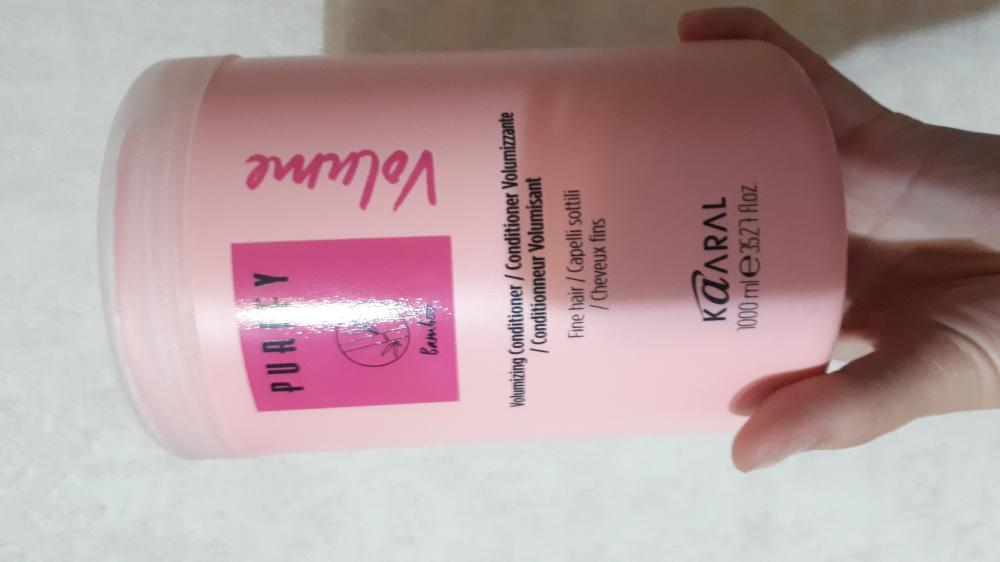 PURIFY
Bamboo
Volume
Volumizing Conditioner / Conditioner Volumizzante
/ Conditionneur Volumisant
Fine hair / Capelli sottili
/ Cheveux fins
KaARAL
1000 ml e 35.27 fl.oz.